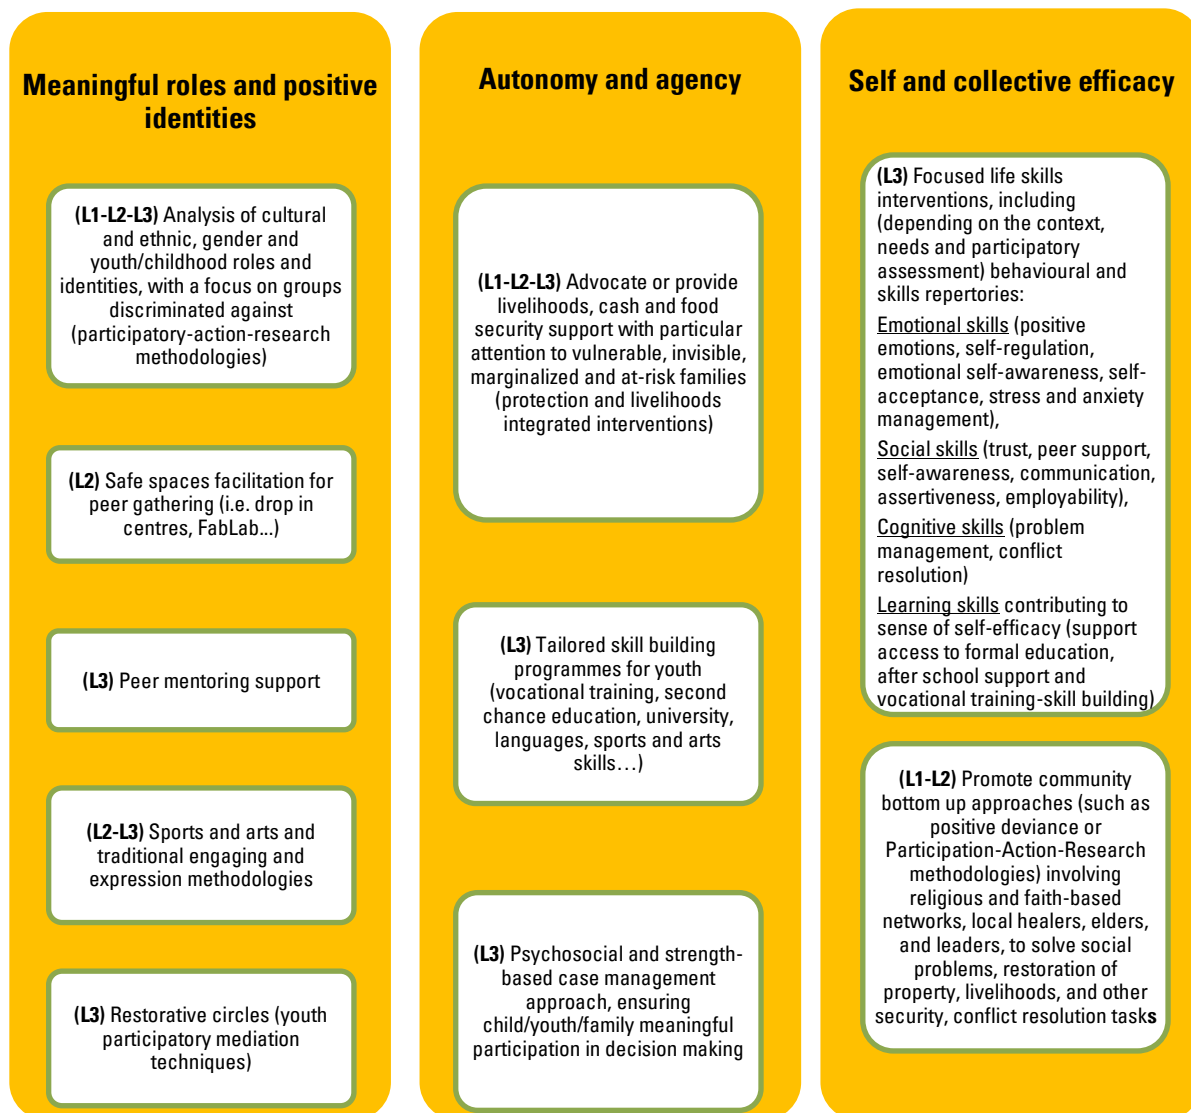 Meaningful roles and positive
identities
(L1-L2-L3) Analysis of cultural
and ethnic, gender and
youth/childhood roles and
identities, with a focus on groups
discriminated against
(participatory-action-research
methodologies)
(L2) Safe spaces facilitation for
peer gathering (i.e. drop in
centres, FabLab...)
(L3) Peer mentoring support
(L2-L3) Sports and arts and
traditional engaging and
expression methodologies
(L3) Restorative circles (youth
participatory mediation
techniques)
Autonomy and agency
(L1-L2-L3) Advocate or provide
livelihoods, cash and food
security support with particular
attention to vulnerable, invisible,
marginalized and at-risk families
(protection and livelihoods
integrated interventions)
(L3) Tailored skill building
programmes for youth
(vocational training, second
chance education, university,
languages, sports and arts
skills…)
(L3) Psychosocial and strength-
based case management
approach, ensuring
child/youth/family meaningful
participation in decision making
Self and collective efficacy
(L3) Focused life skills
interventions, including
(depending on the context,
needs and participatory
assessment) behavioural and
skills repertories:
Emotional skills (positive
emotions, self-regulation,
emotional self-awareness, self-
acceptance, stress and anxiety
management),
Social skills (trust, peer support,
self-awareness, communication,
assertiveness, employability),
Cognitive skills (problem
management, conflict
resolution)
Learning skills contributing to
sense of self-efficacy (support
access to formal education,
after school support and
vocational training-skill building)
(L1-L2) Promote community
bottom up approaches (such as
positive deviance or
Participation-Action-Research
methodologies) involving
religious and faith-based
networks, local healers, elders,
and leaders, to solve social
problems, restoration of
property, livelihoods, and other
security, conflict resolution tasks